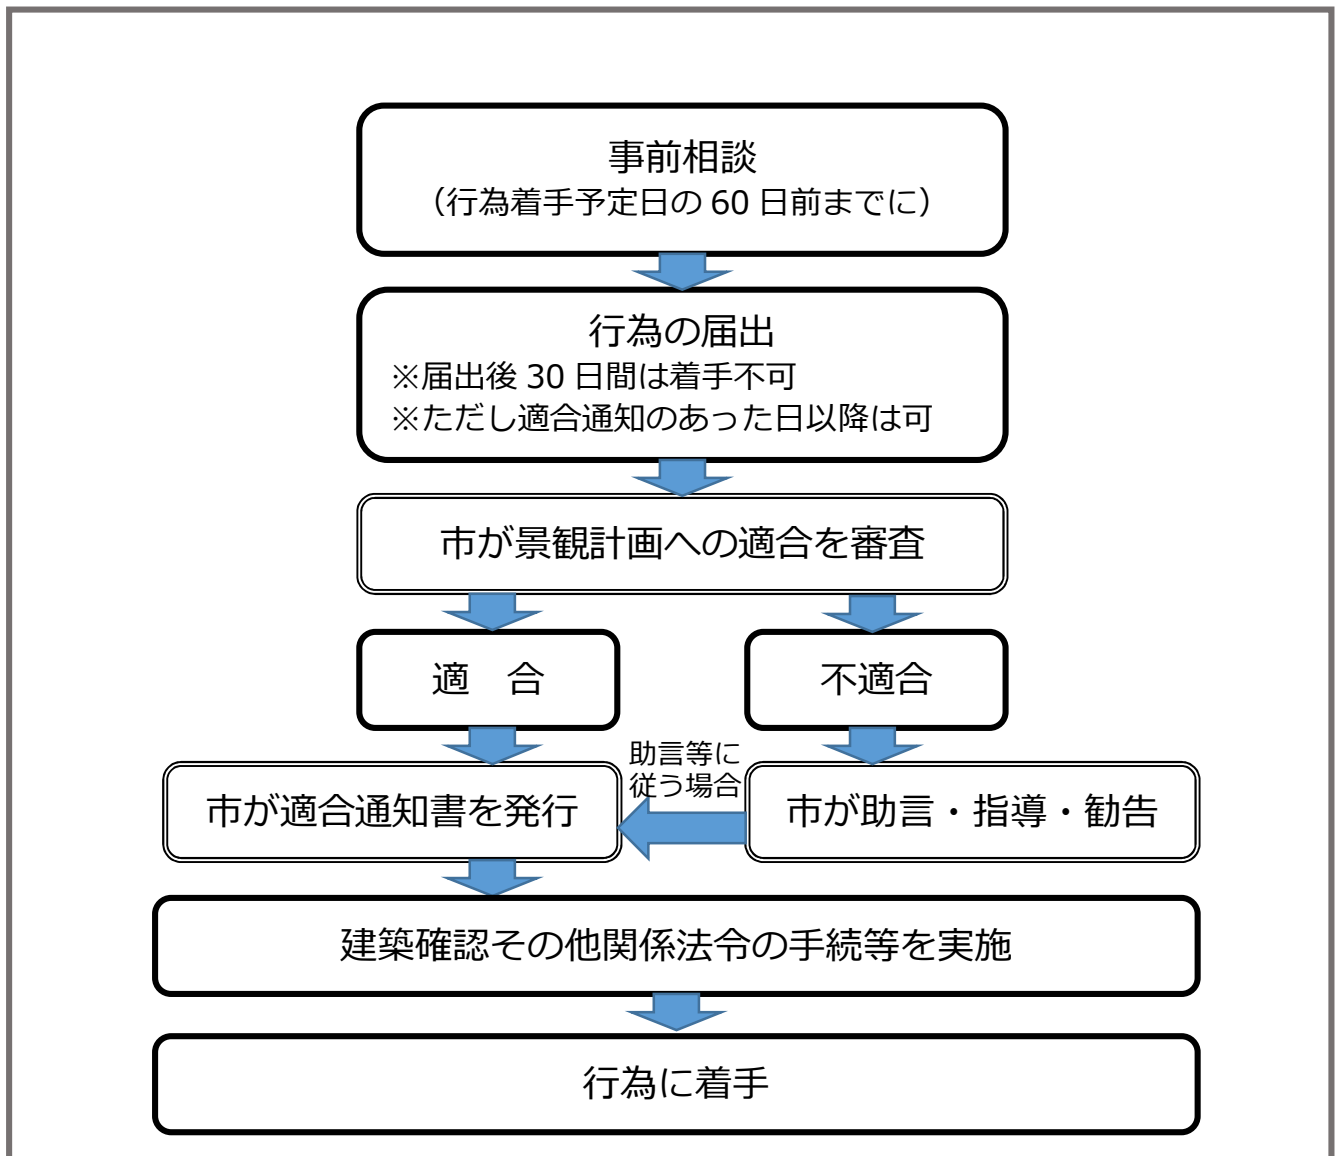 事前相談
（行為着手予定日の 60 日前までに）
行為の届出
※届出後 30 日間は着手不可
※ただし適合通知のあった日以降は可
市が景観計画への適合を審査
適　合
不適合
助言等に
従う場合
市が適合通知書を発行
市が助言・指導・勧告
建築確認その他関係法令の手続等を実施
行為に着手